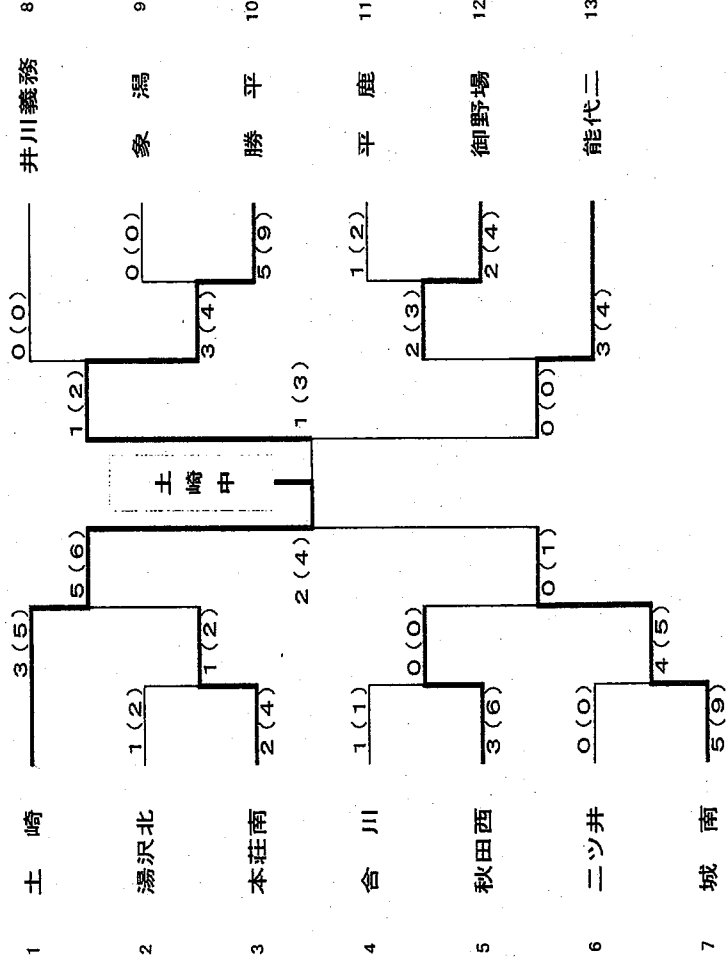 1 土崎
2 湯沢北
3 本荘南
4 合川
5 秋田西
6 二ツ井
7 城南
3(5)
1(2)
2(4)
1(1)
3(6)
0(0)
5(9)
1(2)
0(0)
4(5)
5(6)
0(1)
2(4)
土崎中
1(3)
1(2)
0(0)
3(4)
2(3)
0(0)
0(0)
5(9)
1(2)
2(4)
3(4)
8 井川義務
9 象潟
10 勝平
11 平鹿
12 御野場
13 能代二